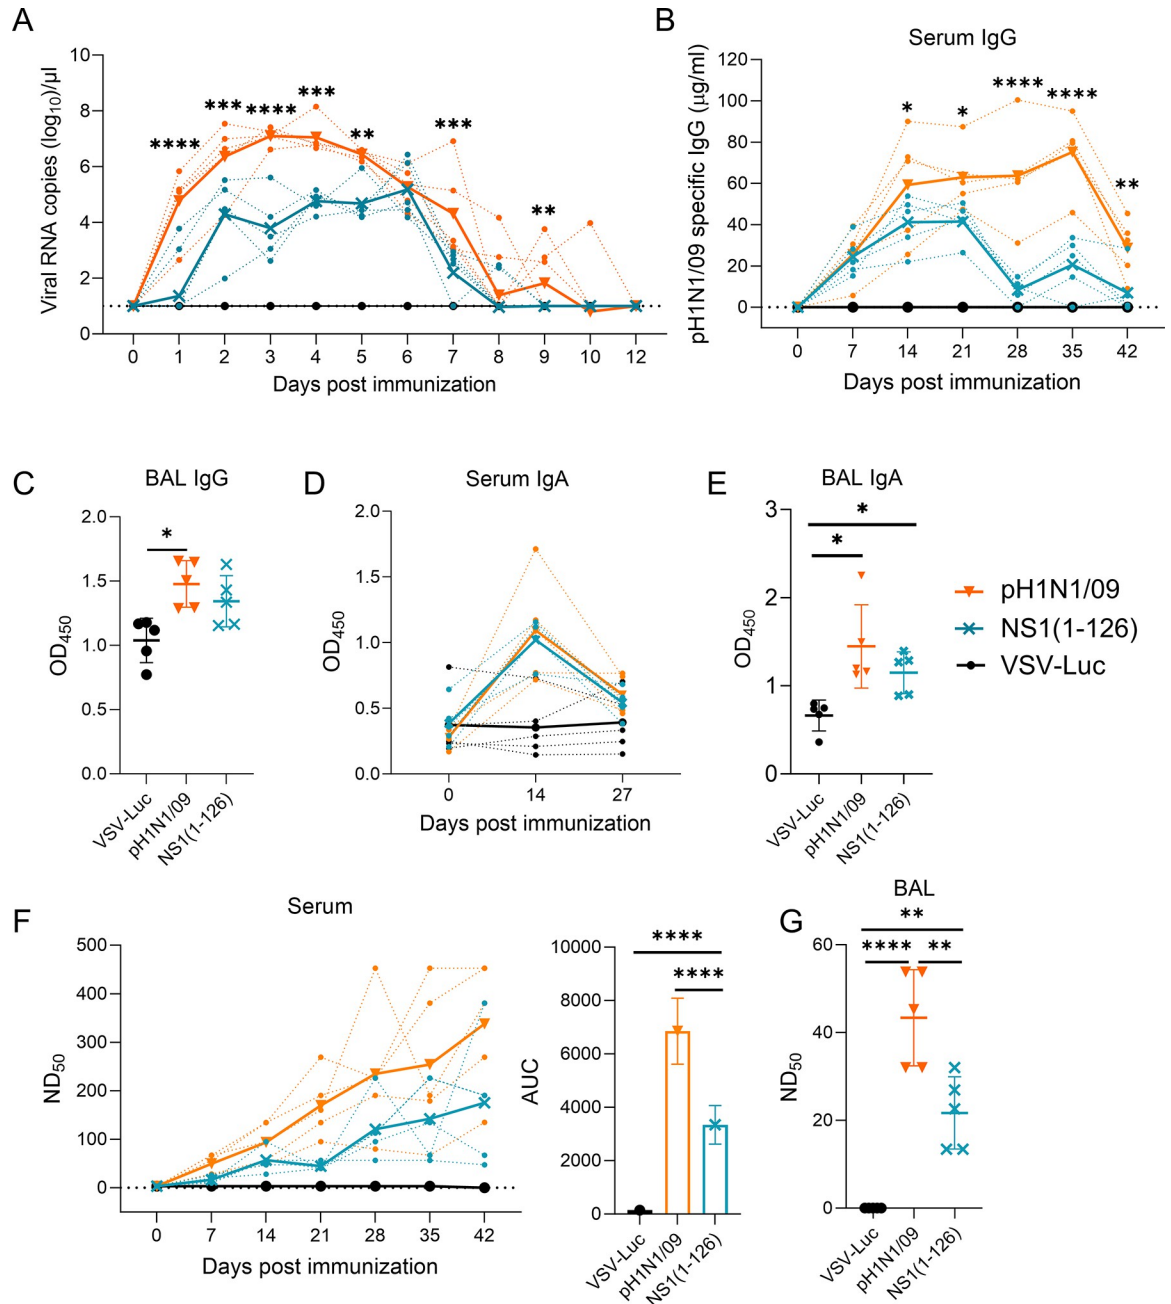 A
Viral RNA copies (log10)/µl
10
8
6
4
2
0
****
***
****
***
**
***
**
0 1 2 3 4 5 6 7 8 9 10 12
Days post immunization
B
Serum IgG
pH1N1/09 specific IgG (µg/ml)
120
100
80
60
40
20
0
*
*
****
****
**
0 7 14 21 28 35 42
Days post immunization
C
BAL IgG
OD450
2.0
1.5
1.0
0.5
0.0
*
VSV-Luc
pH1N1/09
NS1(1-126)
D
Serum IgA
OD450
2.0
1.5
1.0
0.5
0.0
0 14 27
Days post immunization
E
BAL IgA
OD450
3
2
1
0
*
*
VSV-Luc
pH1N1/09
NS1(1-126)
pH1N1/09
NS1(1-126)
VSV-Luc
F
Serum
ND50
500
400
300
200
100
0
0 7 14 21 28 35 42
Days post immunization
AUC
10000
8000
6000
4000
2000
0
****
****
VSV-Luc
pH1N1/09
NS1(1-126)
G
BAL
ND50
60
40
20
0
**
****
**
VSV-Luc
pH1N1/09
NS1(1-126)